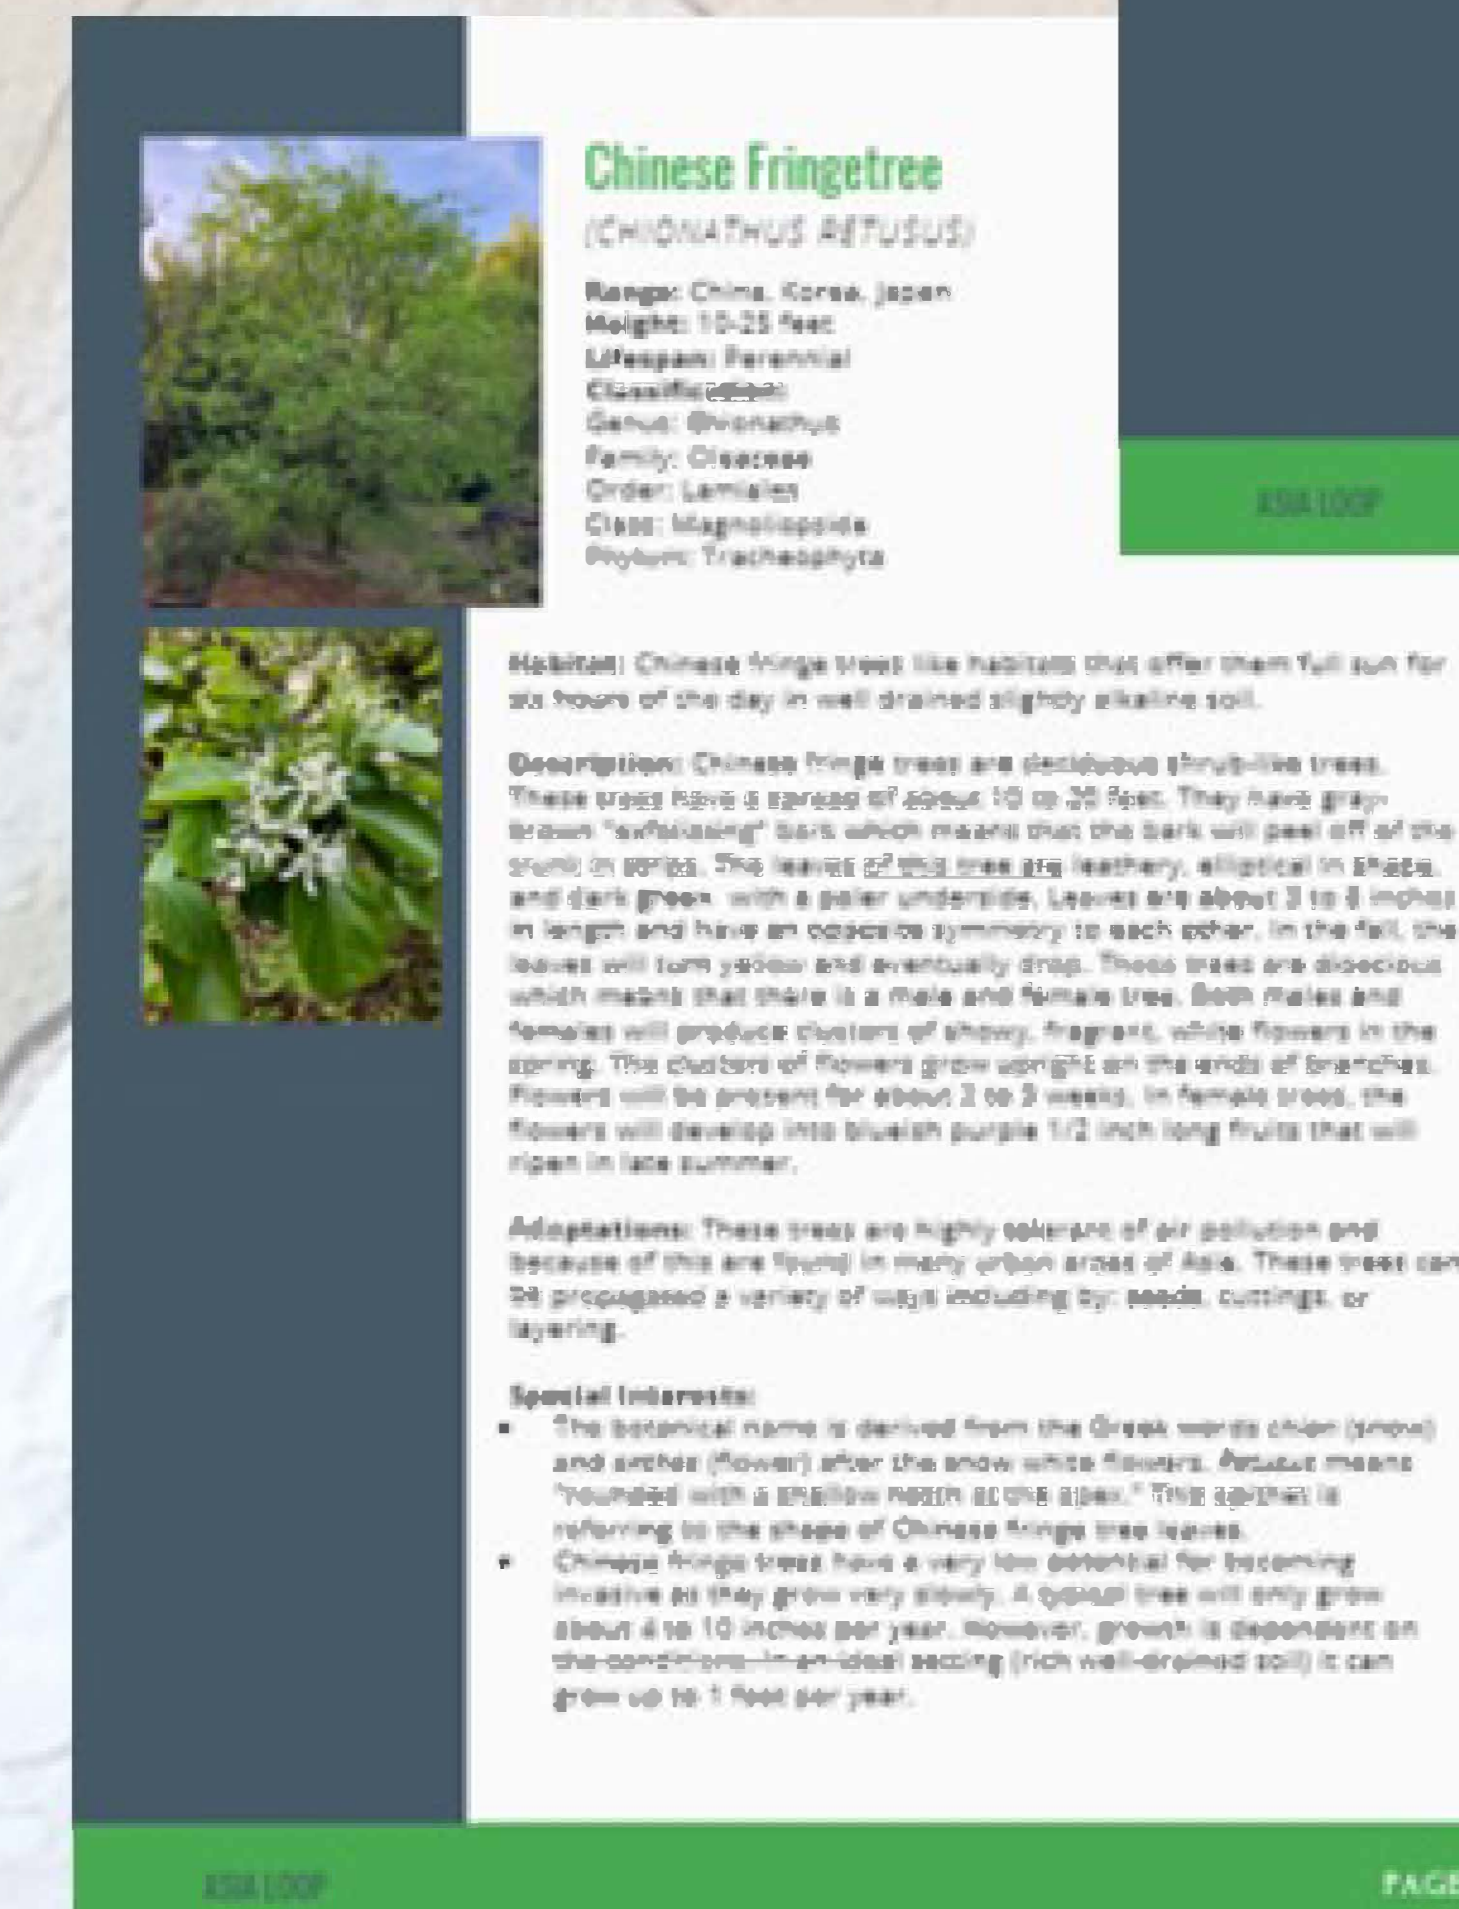 Chinese Fringetree
(CHIONATHUS RETUSUS)
Range: China, Korea, Japan
Height: 10-25 feet
Lifespan: Perennial
Classification:
Genus: Chionathus
Family: Oleaceae
Order: Lamiales
Class: Magnoliopsida
Phylum: Tracheophyta
ASIA LOOP
Habitat: Chinese fringe trees like habitats that offer them full sun for
six hours of the day in well drained slightly alkaline soil.
Description: Chinese fringe trees are deciduous shrub-like trees.
These trees have a spread of about 10 to 20 feet. They have gray-
brown "exfoliating" bark which means that the bark will peel off of the
trunk in strips. The leaves of this tree are leathery, elliptical in shape,
and dark green, with a paler underside. Leaves are about 3 to 8 inches
in length and have an opposite symmetry to each other. In the fall, the
leaves will turn yellow and eventually drop. These trees are dioecious
which means that there is a male and female tree. Both males and
females will produce clusters of showy, fragrant, white flowers in the
spring. The clusters of flowers grow upright on the ends of branches.
Flowers will be present for about 2 to 3 weeks. In female trees, the
flowers will develop into blueish purple 1/2 inch long fruits that will
ripen in late summer.
Adaptations: These trees are highly tolerant of air pollution and
because of this are found in many urban areas of Asia. These trees can
be propagated a variety of ways including by: seeds, cuttings, or
layering.
Special Interests:
• The botanical name is derived from the Greek words chion (snow)
and anthos (flower) after the snow white flowers. Retusus means
"rounded with a shallow notch at the apex." This epithet is
referring to the shape of Chinese fringe tree leaves.
• Chinese fringe trees have a very low potential for becoming
invasive as they grow very slowly. A typical tree will only grow
about 4 to 10 inches per year. However, growth is dependent on
the conditions. In an ideal setting (rich well-drained soil) it can
grow up to 1 foot per year.
ASIA LOOP
PAGE